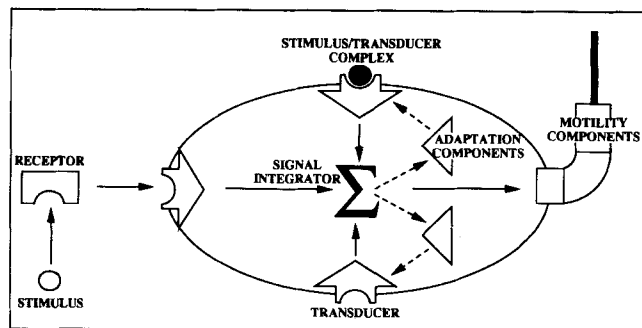 STIMULUS/TRANSDUCER
COMPLEX
MOTILITY
COMPONENTS
ADAPTATION
COMPONENTS
RECEPTOR
SIGNAL
INTEGRATOR
Σ
STIMULUS
TRANSDUCER